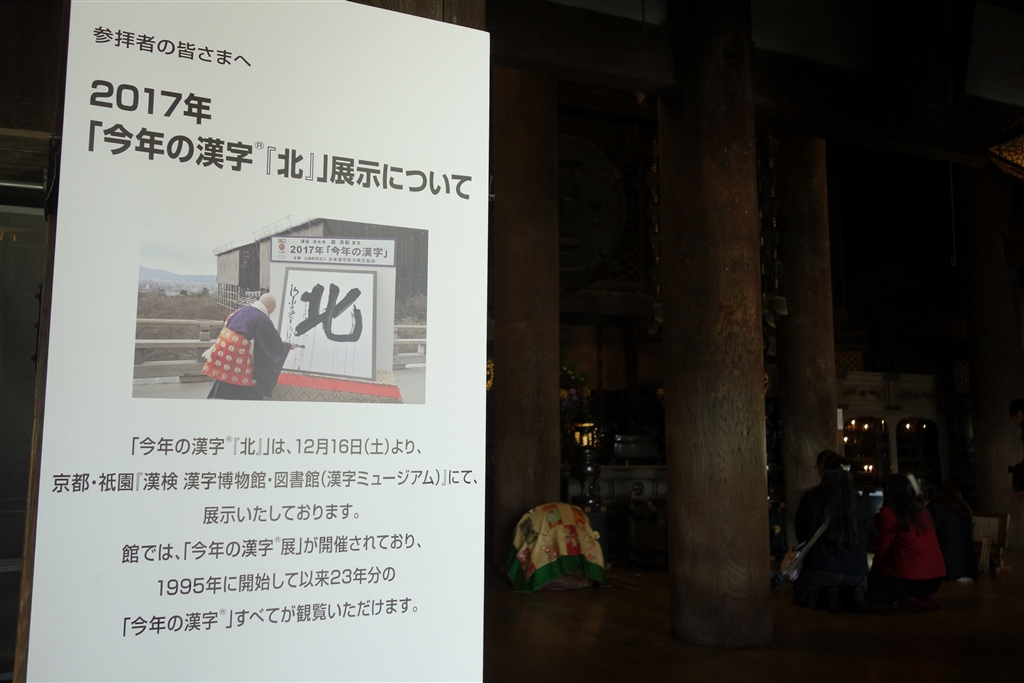 参拝者の皆さまへ
2017年
「今年の漢字®『北』」展示について
2017年「今年の漢字」
北
「今年の漢字®『北』」は、12月16日(土)より、
京都・祇園『漢検 漢字博物館・図書館(漢字ミュージアム)』にて、
展示いたしております。
館では、「今年の漢字®展」が開催されており、
1995年に開始して以来23年分の
「今年の漢字®」すべてが観覧いただけます。